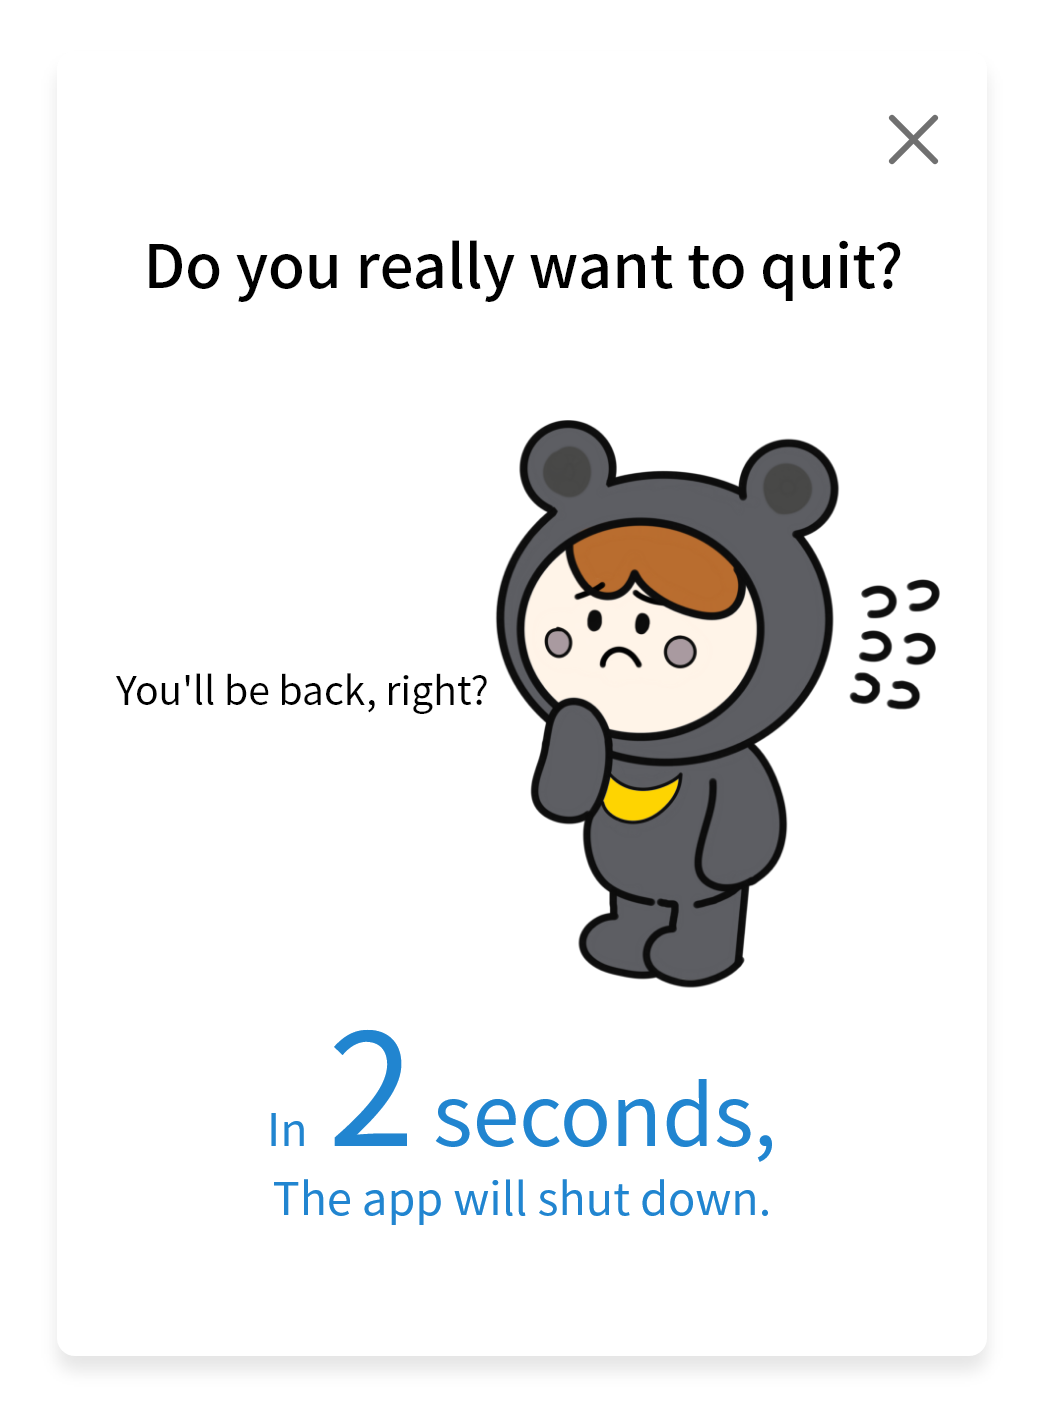 Do you really want to quit?
You'll be back, right?
In 2 seconds,
The app will shut down.